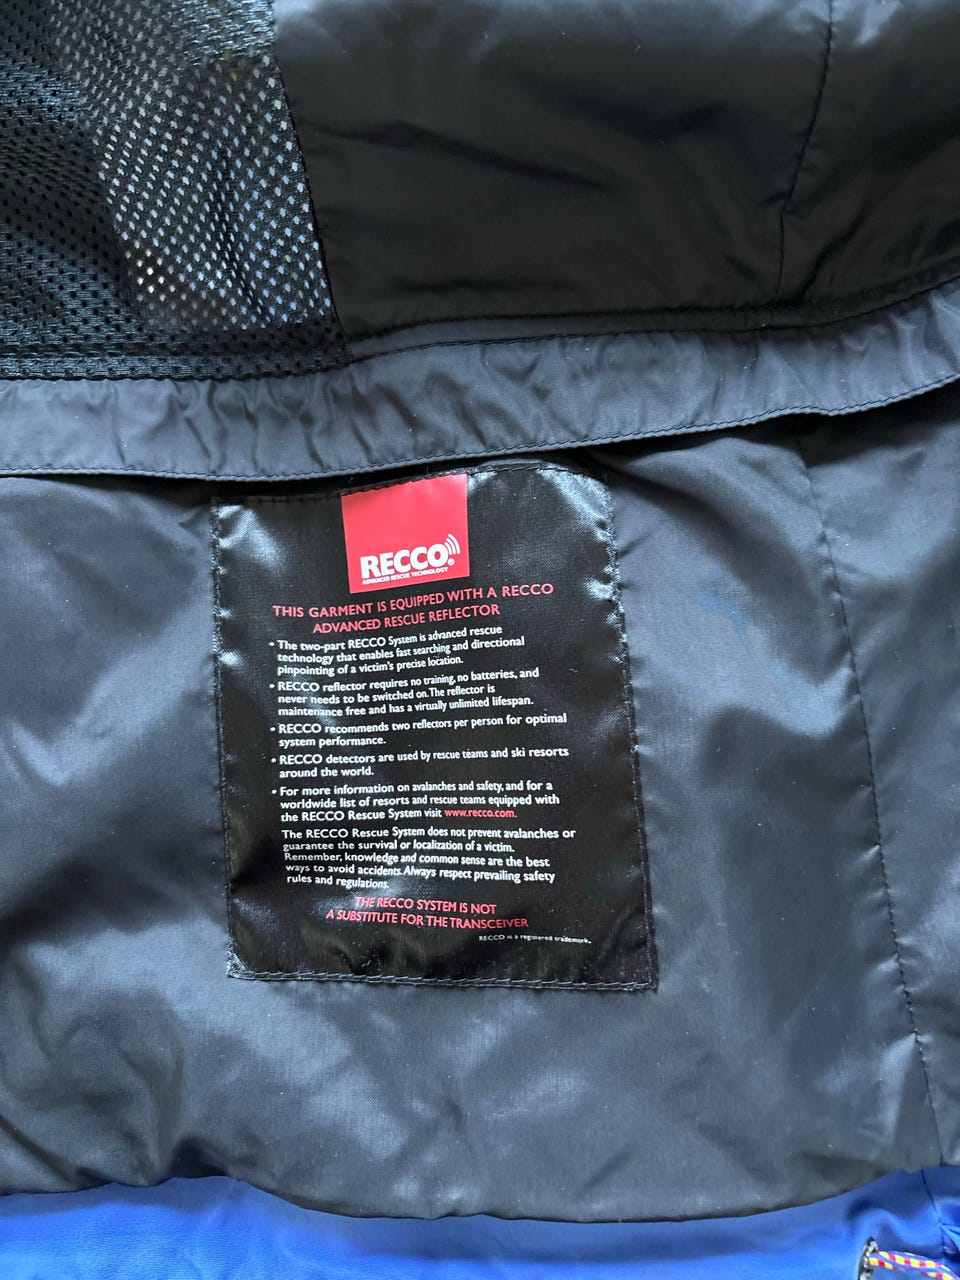 RECCO®
ADVANCED RESCUE TECHNOLOGY
THIS GARMENT IS EQUIPPED WITH A RECCO
ADVANCED RESCUE REFLECTOR
• The two-part RECCO System is advanced rescue
technology that enables fast searching and directional
pinpointing of a victim's precise location.
• RECCO reflector requires no training, no batteries, and
never needs to be switched on. The reflector is
maintenance free and has a virtually unlimited lifespan.
• RECCO recommends two reflectors per person for optimal
system performance.
• RECCO detectors are used by rescue teams and ski resorts
around the world.
• For more information on avalanches and safety, and for a
worldwide list of resorts and rescue teams equipped with
the RECCO Rescue System visit www.recco.com.
The RECCO Rescue System does not prevent avalanches or
guarantee the survival or localization of a victim.
Remember, knowledge and common sense are the best
ways to avoid accidents. Always respect prevailing safety
rules and regulations.
THE RECCO SYSTEM IS NOT
A SUBSTITUTE FOR THE TRANSCEIVER
RECCO is a registered trademark.